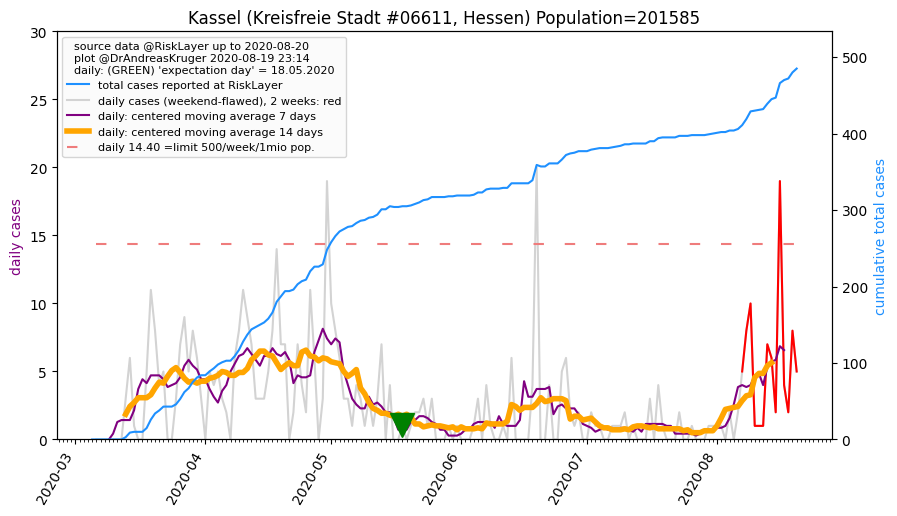 Kassel (Kreisfreie Stadt #06611, Hessen) Population=201585
source data @RiskLayer up to 2020-08-20
plot @DrAndreasKruger 2020-08-19 23:14
daily: (GREEN) 'expectation day' = 18.05.2020
total cases reported at RiskLayer
daily cases (weekend-flawed), 2 weeks: red
daily: centered moving average 7 days
daily: centered moving average 14 days
daily 14.40 =limit 500/week/1mio pop.
daily cases
30
25
20
15
10
5
0
cumulative total cases
500
400
300
200
100
0
2020-03
2020-04
2020-05
2020-06
2020-07
2020-08